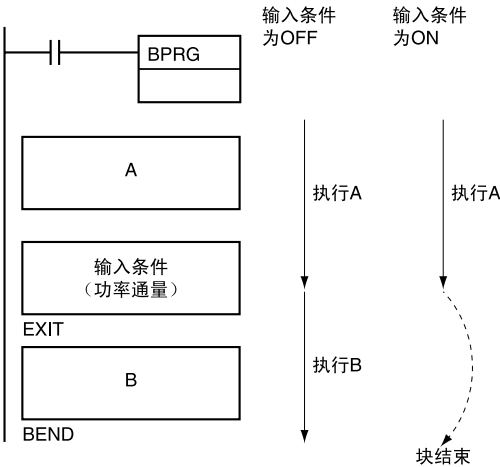 输入条件
为OFF
输入条件
为ON
BPRG
A
执行A
执行A
输入条件
（功率通量）
EXIT
B
执行B
BEND
块结束